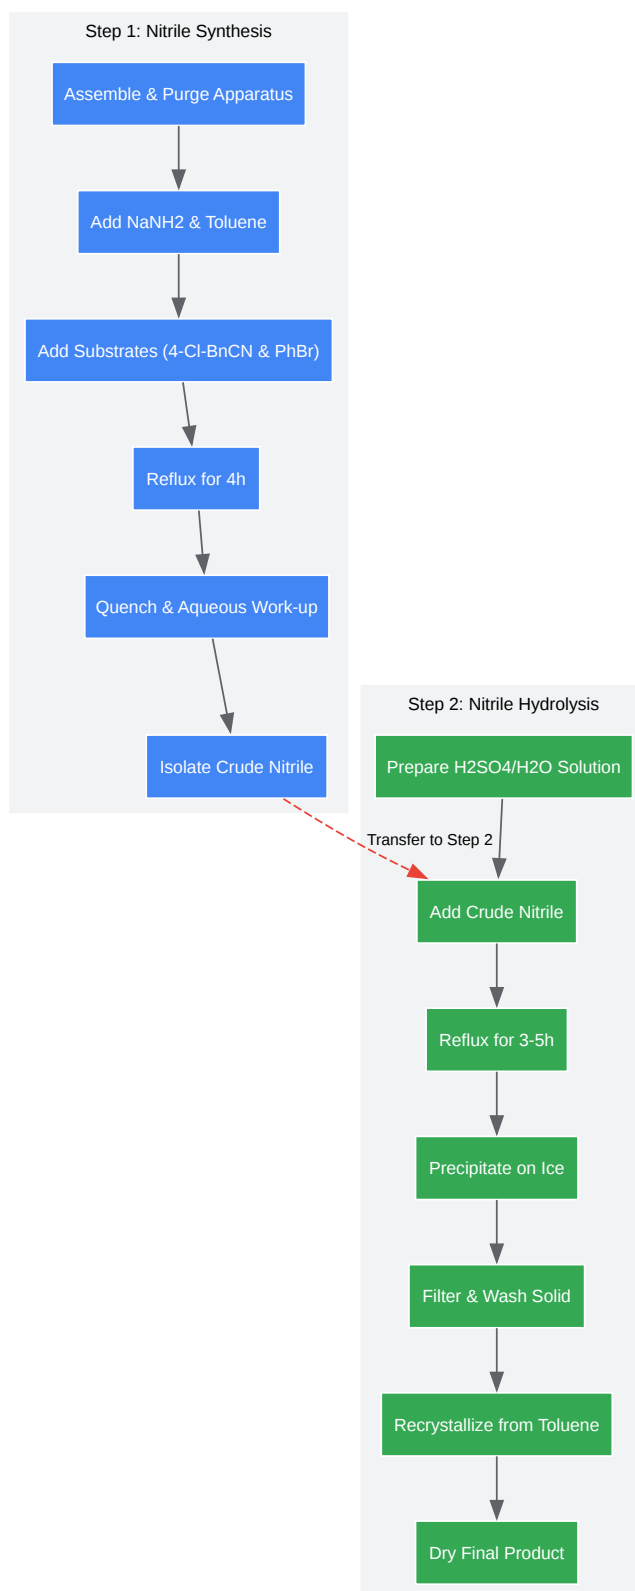 Step 1: Nitrile Synthesis
Assemble & Purge Apparatus
Add NaNH2 & Toluene
Add Substrates (4-Cl-BnCN & PhBr)
Reflux for 4h
Quench & Aqueous Work-up
Isolate Crude Nitrile
Step 2: Nitrile Hydrolysis
Prepare H2SO4/H2O Solution
Transfer to Step 2
Add Crude Nitrile
Reflux for 3-5h
Precipitate on Ice
Filter & Wash Solid
Recrystallize from Toluene
Dry Final Product